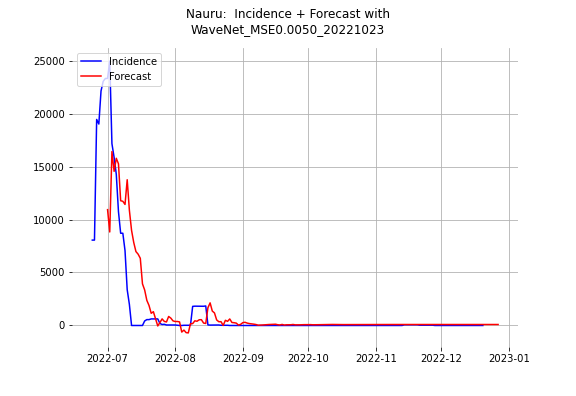 Nauru:  Incidence + Forecast with
WaveNet_MSE0.0050_20221023
Incidence
Forecast
25000
20000
15000
10000
5000
0
2022-07 2022-08 2022-09 2022-10 2022-11 2022-12 2023-01